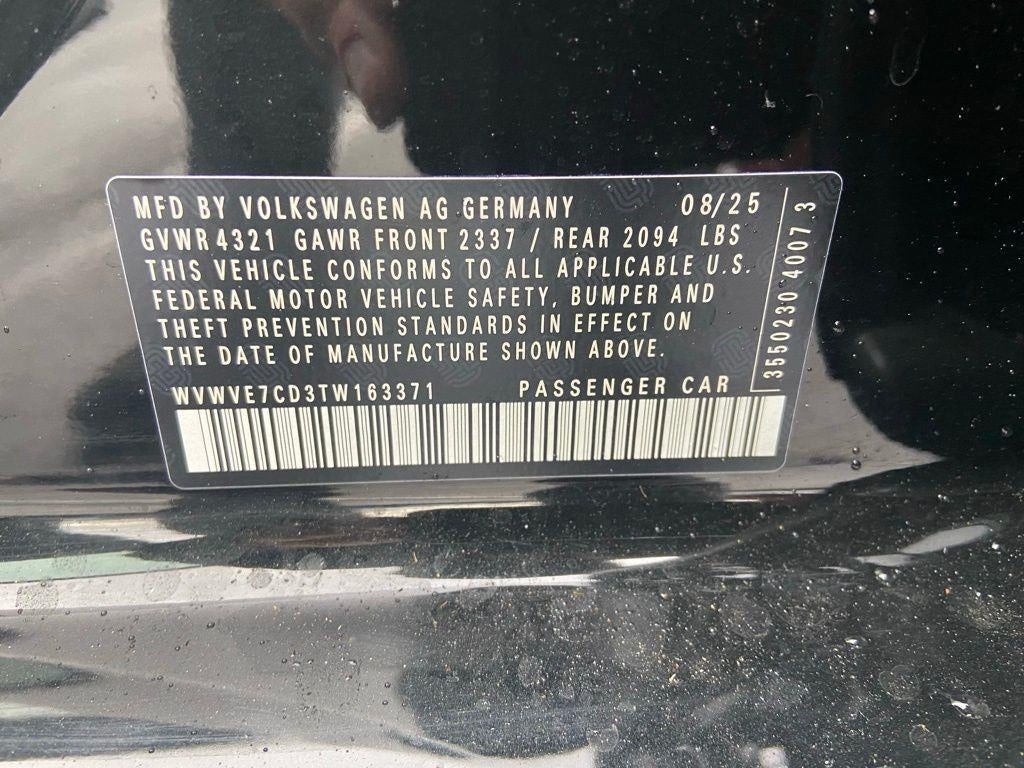 MFD BY VOLKSWAGEN AG GERMANY 08/25
GVWR 4321 GAWR FRONT 2337 / REAR 2094 LBS
THIS VEHICLE CONFORMS TO ALL APPLICABLE U.S.
FEDERAL MOTOR VEHICLE SAFETY, BUMPER AND
THEFT PREVENTION STANDARDS IN EFFECT ON
THE DATE OF MANUFACTURE SHOWN ABOVE.
WVWVE7CD3TW163371 PASSENGER CAR
3550230 4007 3